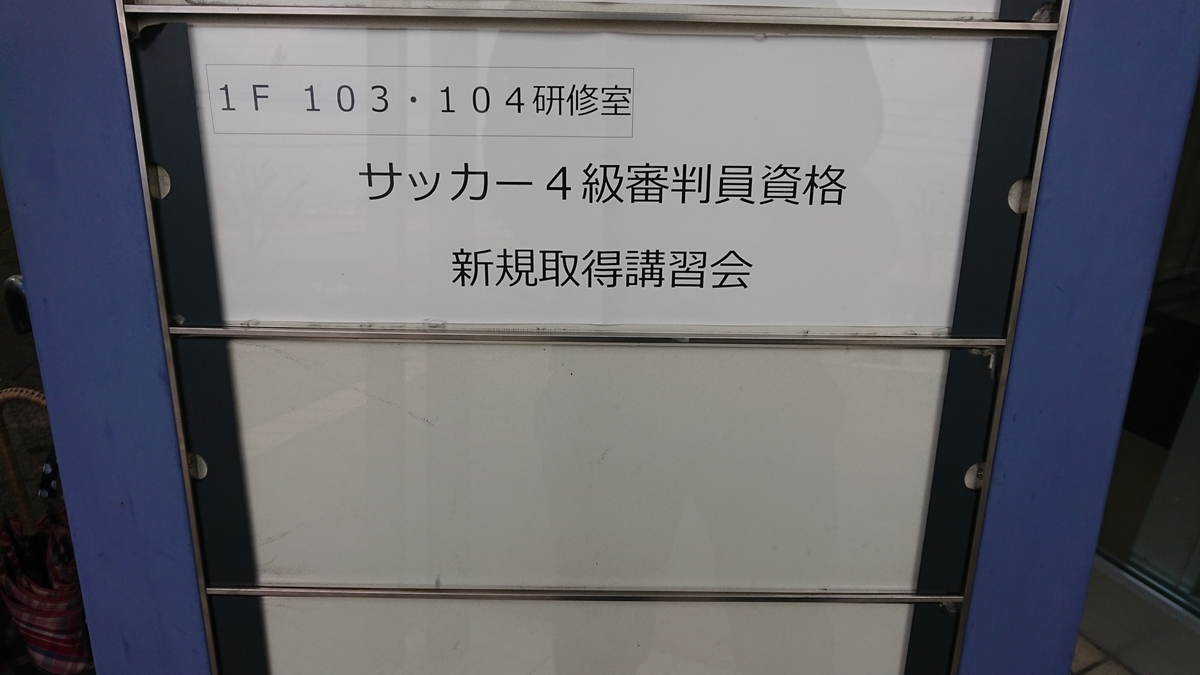 １Ｆ １０３・１０４研修室
サッカー４級審判員資格
新規取得講習会